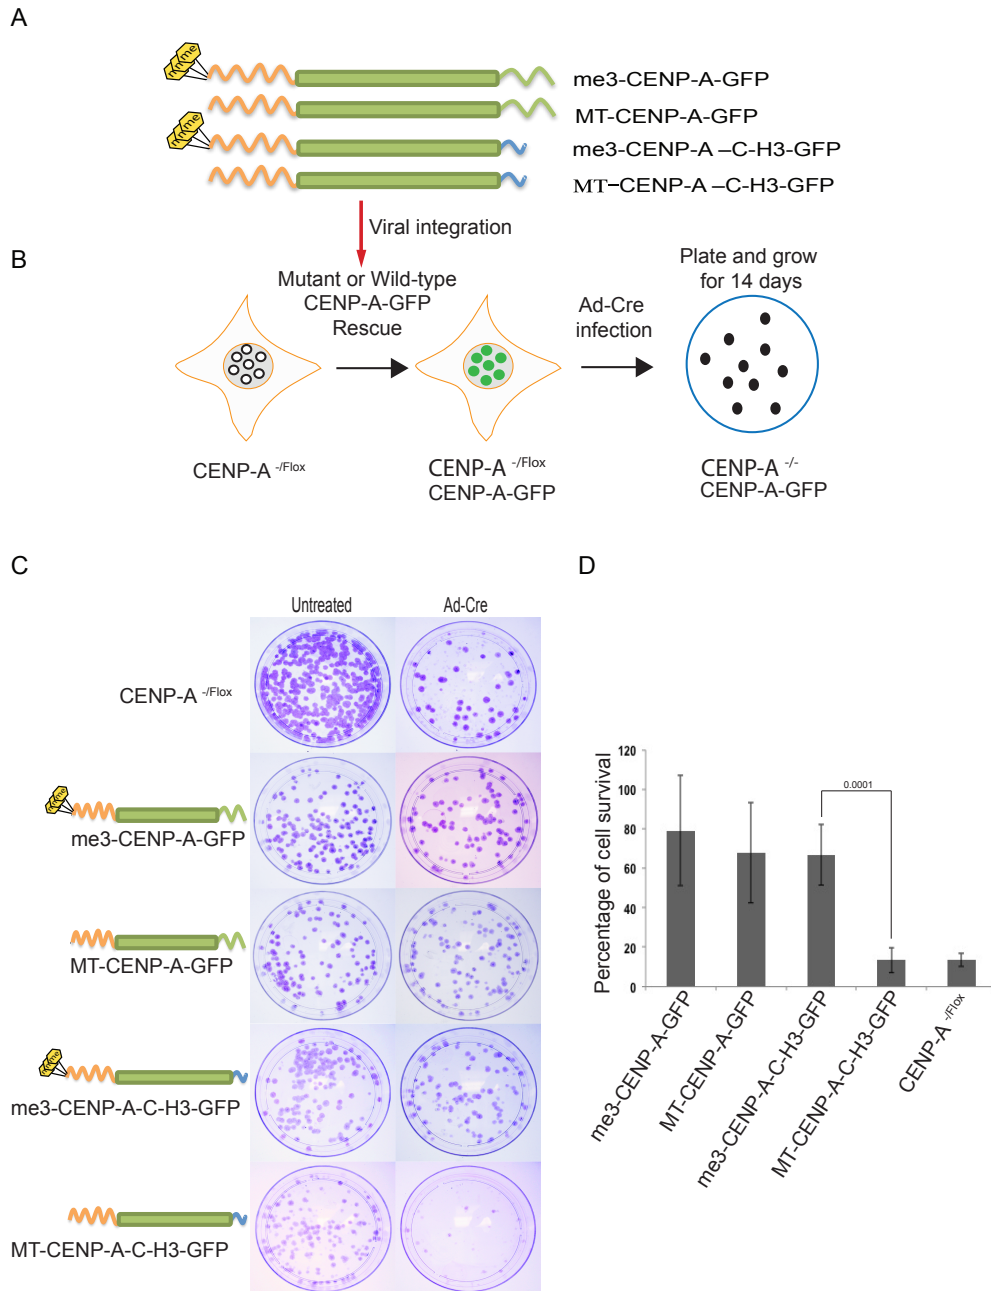 A
me
me3-CENP-A-GFP
MT-CENP-A-GFP
me
me3-CENP-A –C-H3-GFP
MT–CENP-A –C-H3-GFP
Viral integration
B
Mutant or Wild-type
CENP-A-GFP
Rescue
Ad-Cre
infection
Plate and grow
for 14 days
CENP-A -/Flox
CENP-A -/Flox
CENP-A-GFP
CENP-A -/-
CENP-A-GFP
C
Untreated
Ad-Cre
CENP-A -/Flox
me3-CENP-A-GFP
MT-CENP-A-GFP
me3-CENP-A-C-H3-GFP
MT-CENP-A-C-H3-GFP
D
Percentage of cell survival
120
100
80
60
40
20
0
0.0001
me3-CENP-A-GFP
MT-CENP-A-GFP
me3-CENP-A-C-H3-GFP
MT-CENP-A-C-H3-GFP
CENP-A -/Flox